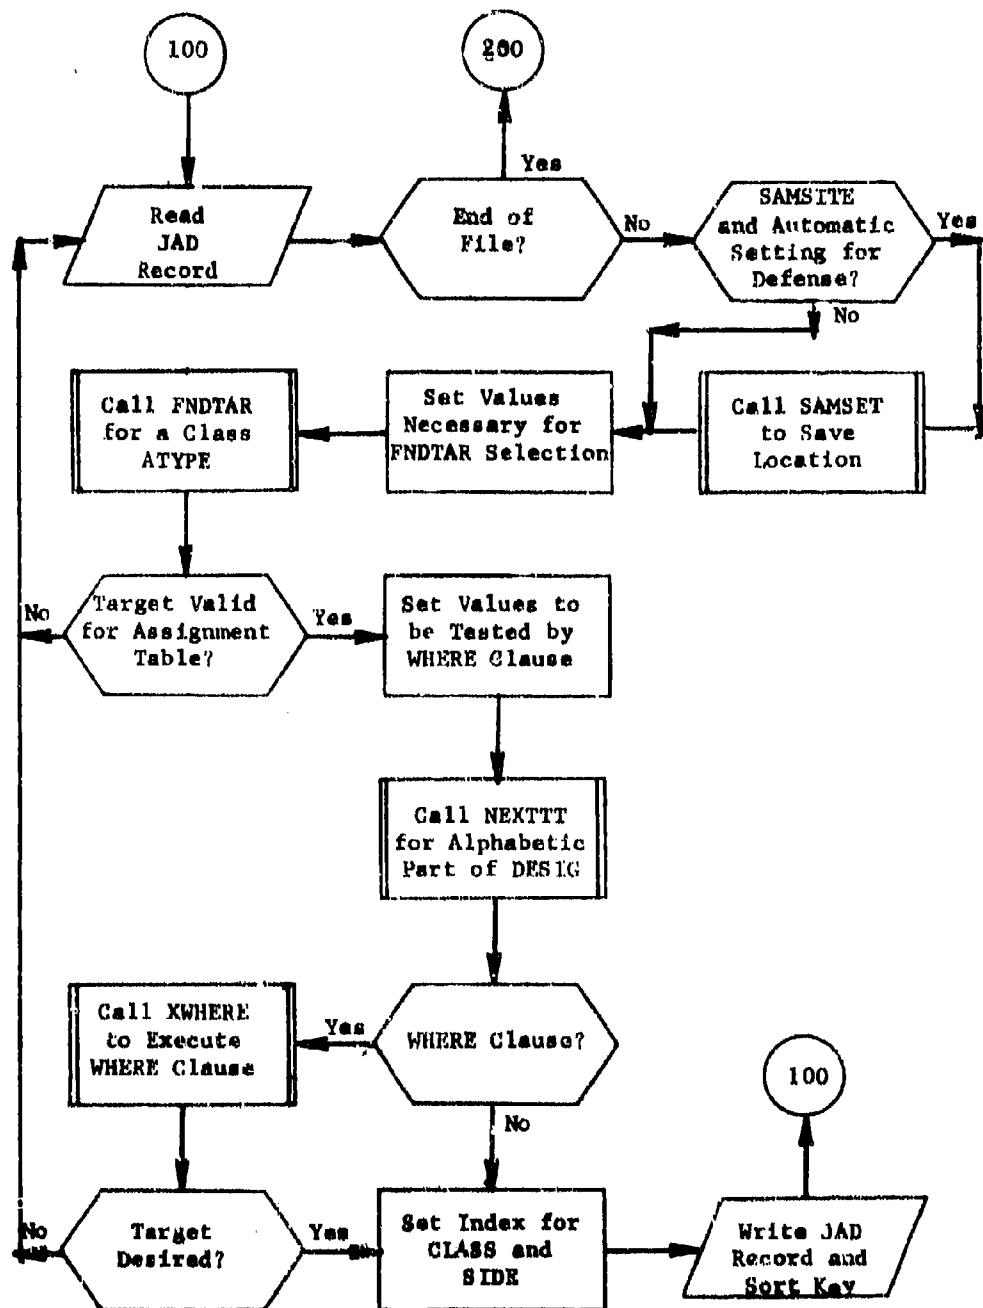 100
Yes
Read
JAD
Record
End of
File?
No
SAMSITE
and Automatic
Setting for
Defense?
Yes
No
Call FNDTAR
for a Class
ATYPE
Set Values
Necessary for
FNDTAR Selection
Call SAMSET
to Save
Location
No
Target Valid
for Assignment
Table?
Yes
Set Values to
be Tested by
WHERE Clause
Call NEXTTT
for Alphabetic
Part of DESIG
Call XWHERE
to Execute
WHERE Clause
Yes
WHERE Clause?
No
100
No
Target
Desired?
Yes
Set Index for
CLASS and
SIDE
Write JAD
Record and
Sort Key